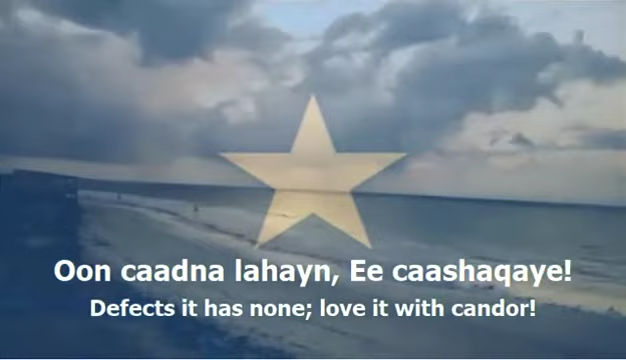 Oon caadna lahayn, Ee caashaqaye!
Defects it has none; love it with candor!